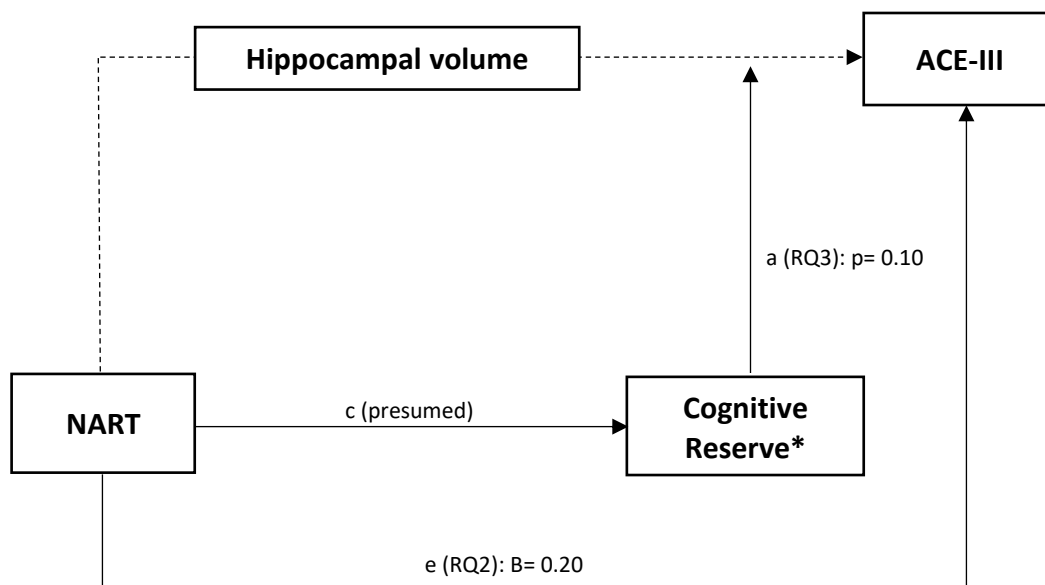 Hippocampal volume
ACE-III
a (RQ3): p= 0.10
NART
c (presumed)
Cognitive
Reserve*
e (RQ2): B= 0.20